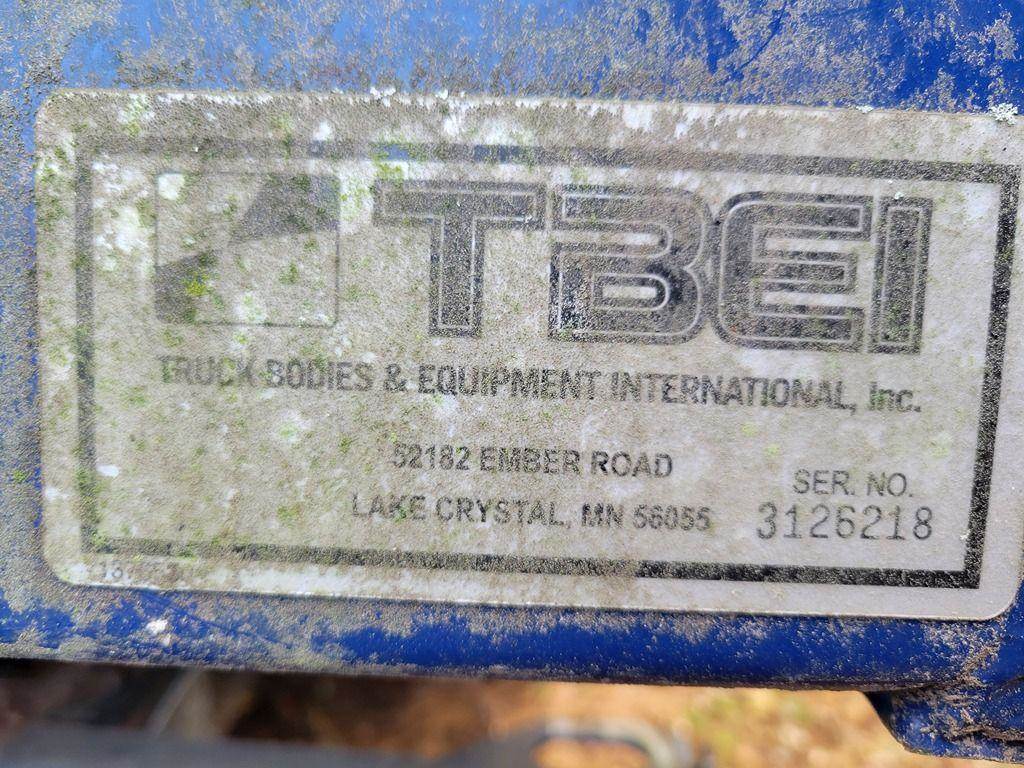 TBEI
TRUCK BODIES & EQUIPMENT INTERNATIONAL, Inc.
52182 EMBER ROAD
LAKE CRYSTAL, MN 56055
SER. NO.
3126218